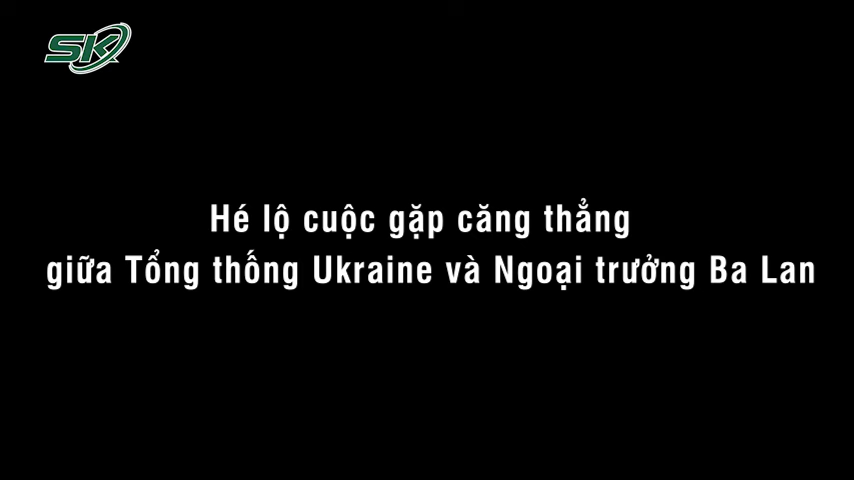 SK
Hé lộ cuộc gặp căng thẳng
giữa Tổng thống Ukraine và Ngoại trưởng Ba Lan